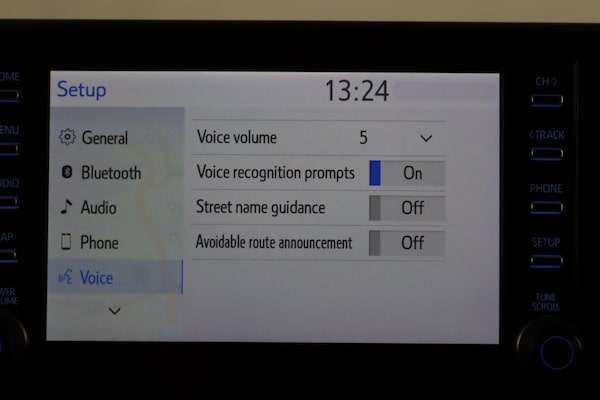 Setup
13:24
General
Bluetooth
Audio
Phone
Voice
Voice volume 5
Voice recognition prompts On
Street name guidance Off
Avoidable route announcement Off
CH >
< TRACK
PHONE
SETUP
TUNE
SCROLL